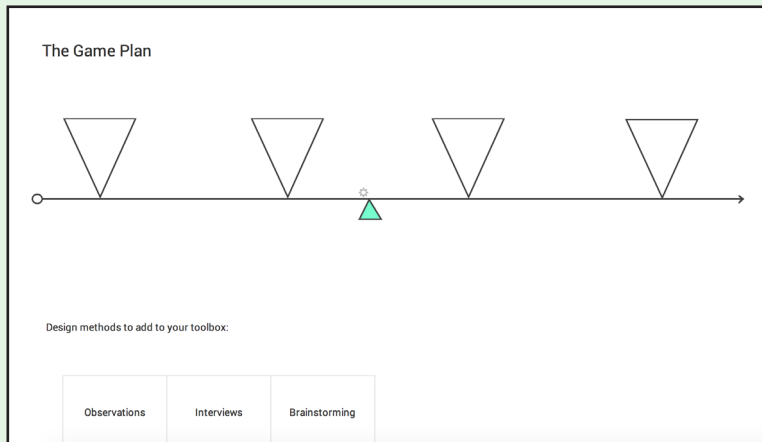 The Game Plan
Design methods to add to your toolbox:
Observations
Interviews
Brainstorming